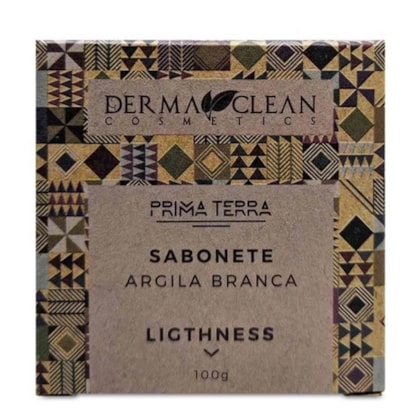 DERMA CLEAN
COSMETICS
PRIMA TERRA
SABONETE
ARGILA BRANCA
LIGTHNESS
100g